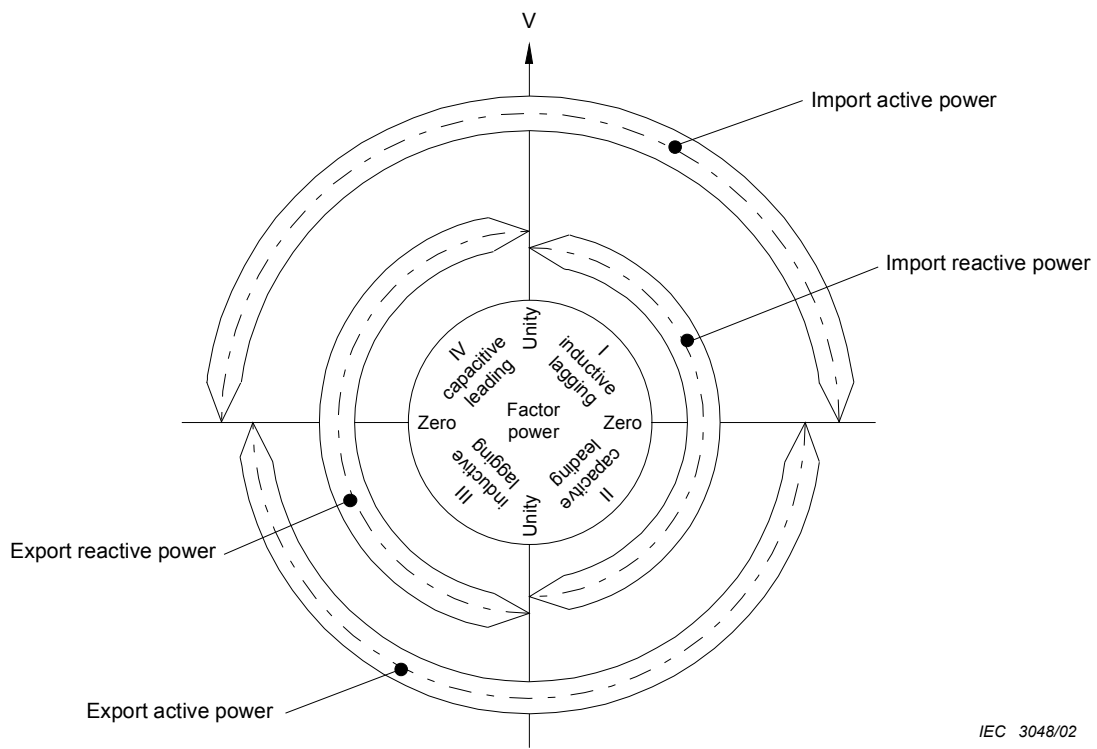 V
Import active power
Import reactive power
Unity
IV
capacitive
leading
I
inductive
lagging
Zero
Factor
power
Zero
III
inductive
lagging
II
capacitve
leading
Unity
Export reactive power
Export active power
IEC 3048/02